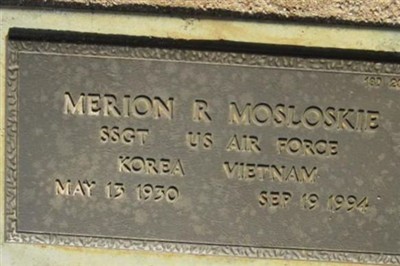 MERION R MOSLOSKIE
SSGT US AIR FORCE
KOREA VIETNAM
MAY 13 1930 SEP 19 1994